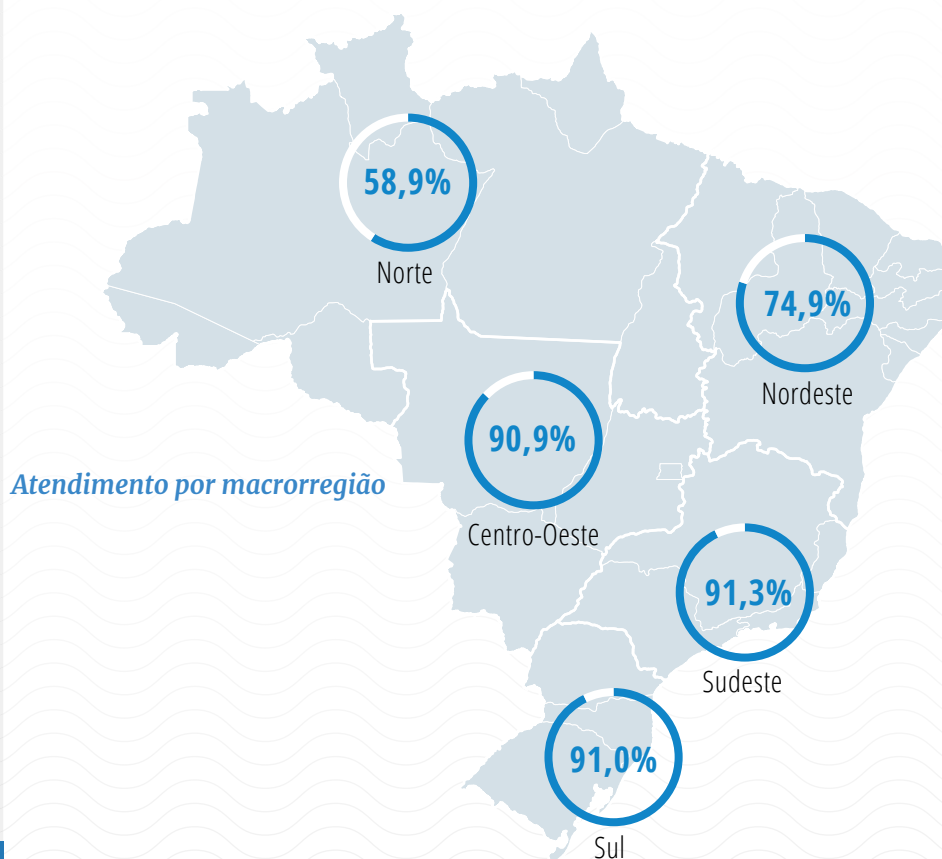 58,9%
Norte
74,9%
Nordeste
90,9%
Centro-Oeste
Atendimento por macrorregião
91,3%
Sudeste
91,0%
Sul